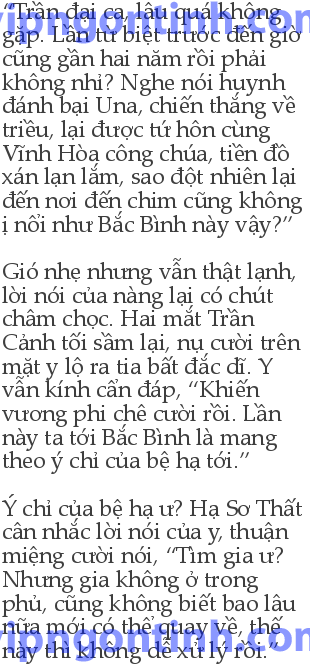 “Trần đại ca, lâu quá không
gặp. Lần từ biệt trước đến giờ
cũng gần hai năm rồi phải
không nhỉ? Nghe nói huynh
đánh bại Una, chiến thắng về
triều, lại được tứ hôn cùng
Vĩnh Hòa công chúa, tiền đồ
xán lạn lắm, sao đột nhiên lại
đến nơi đến chim cũng không
ị nổi như Bắc Bình này vậy?”
Gió nhẹ nhưng vẫn thật lạnh,
lời nói của nàng lại có chút
châm chọc. Hai mắt Trần
Cảnh tối sầm lại, nụ cười trên
mặt y lộ ra tia bất đắc dĩ. Y
vẫn kính cẩn đáp, “Khiến
vương phi chê cười rồi. Lần
này ta tới Bắc Bình là mang
theo ý chỉ của bệ hạ tới.”
Ý chỉ của bệ hạ ư? Hạ Sơ Thất
cân nhắc lời nói của y, thuận
miệng cười nói, “Tìm gia ư?
Nhưng gia không ở trong
phủ, cũng không biết bao lâu
nữa mới có thể quay về, thế
này thì không dễ xử lý rồi.”
vipngontinh.com
vipngontinh.com